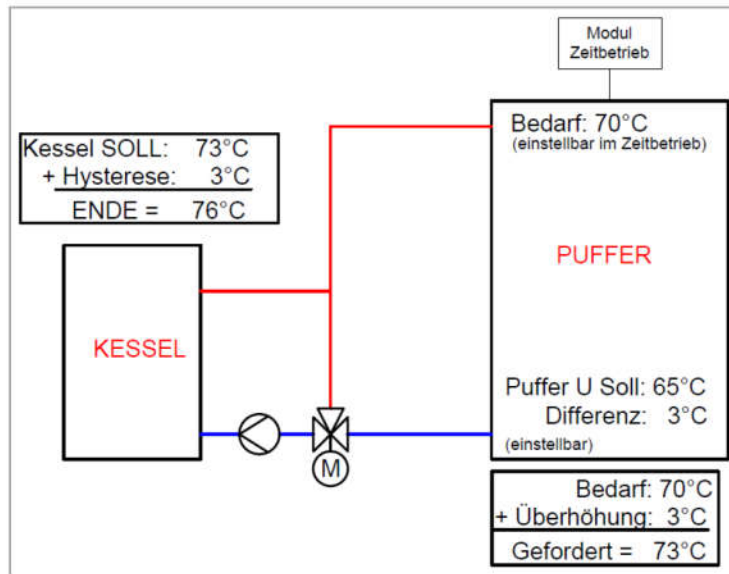 Modul
Zeitbetrieb
Kessel SOLL: 73°C
+ Hysterese: 3°C
ENDE = 76°C
Bedarf: 70°C
(einstellbar im Zeitbetrieb)
PUFFER
KESSEL
Puffer U Soll: 65°C
Differenz: 3°C
(einstellbar)
M
Bedarf: 70°C
+ Überhöhung: 3°C
Gefordert = 73°C